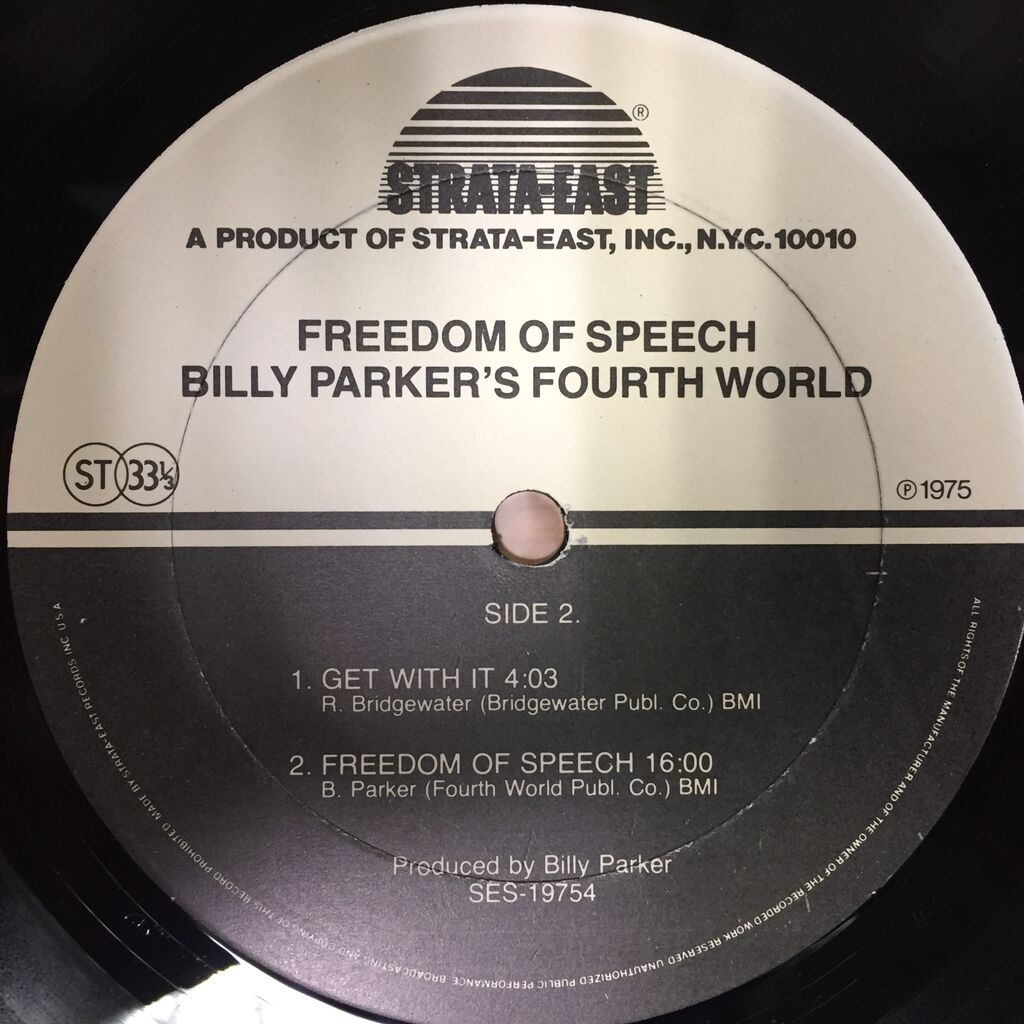 ®
STRATA-EAST
A PRODUCT OF STRATA-EAST, INC., N.Y.C. 10010
FREEDOM OF SPEECH
BILLY PARKER'S FOURTH WORLD
ST 33⅓
℗ 1975
SIDE 2.
1. GET WITH IT 4:03
R. Bridgewater (Bridgewater Publ. Co.) BMI
2. FREEDOM OF SPEECH 16:00
B. Parker (Fourth World Publ. Co.) BMI
Produced by Billy Parker
SES-19754
ALL RIGHTS OF THE MANUFACTURER AND OF THE OWNER OF THE RECORDED WORK RESERVED UNAUTHORIZED PUBLIC PERFORMANCE BROADCASTING AND COPYING OF THIS RECORD PROHIBITED MADE BY STRATA-EAST RECORDS INC U.S.A